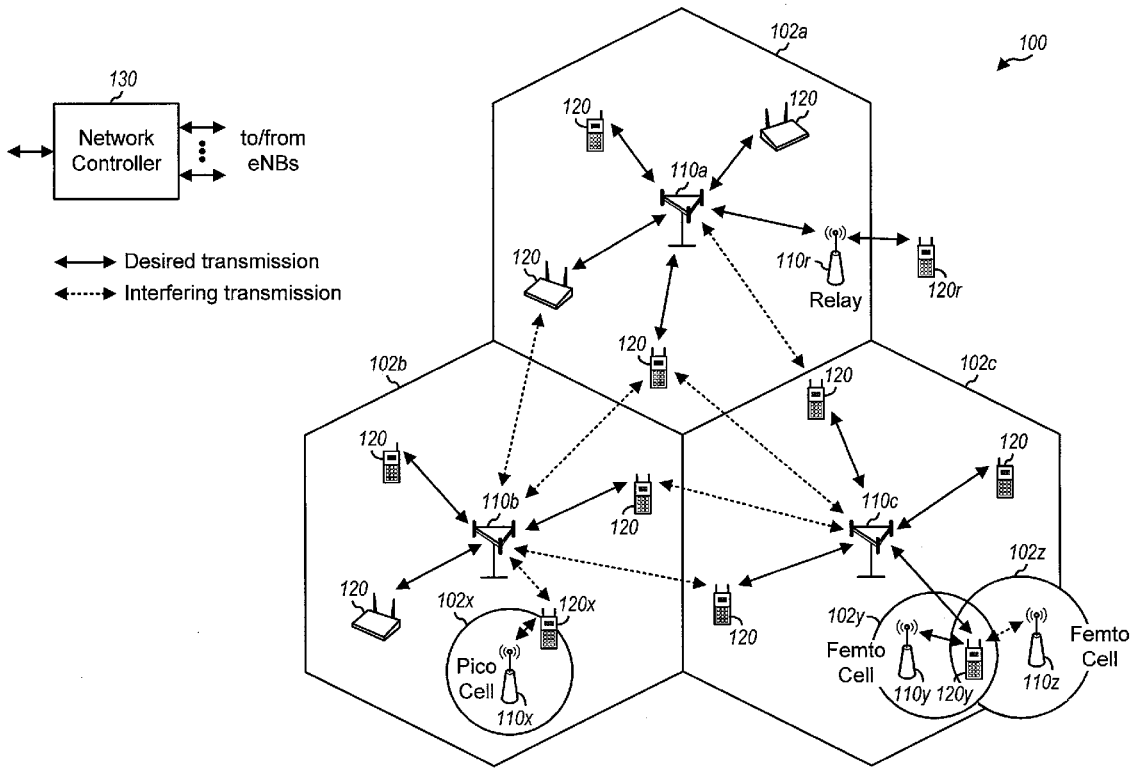 102a
100
130
Network
Controller
to/from
eNBs
120
120
110a
Desired transmission
Interfering transmission
120
110r
Relay
120r
120
102b
120
102c
120
120
110b
120
110c
120
102z
120
102x
120x
Pico
Cell
110x
120
102y
Femto
Cell
110y
120y
110z
Femto
Cell